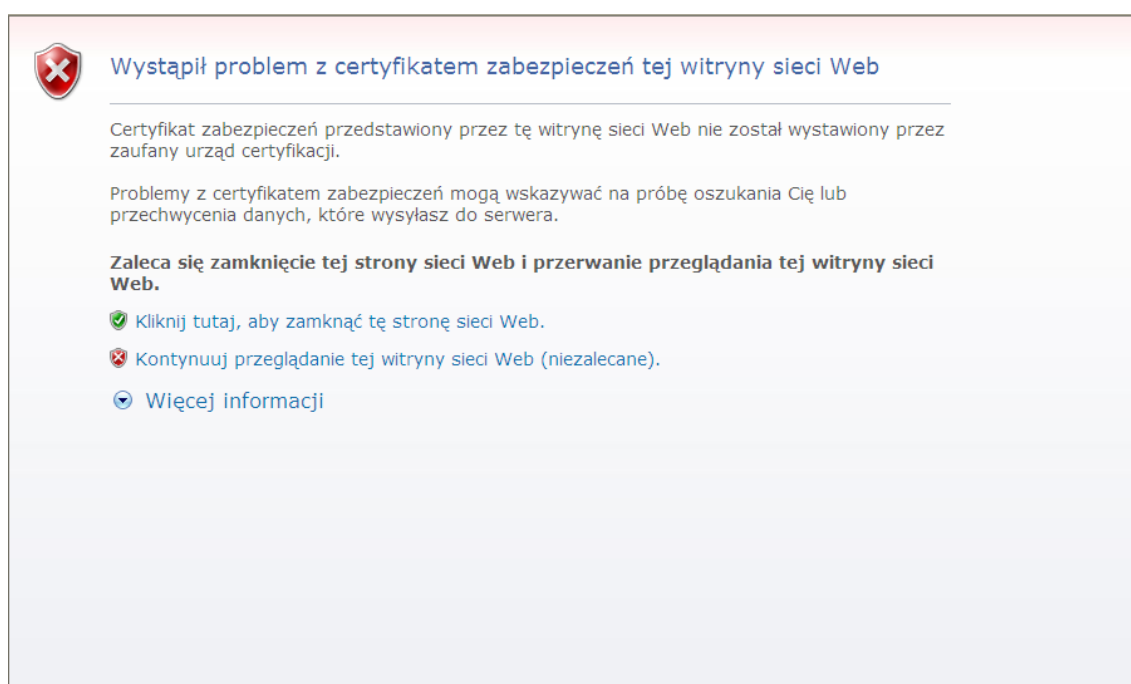 Wystąpił problem z certyfikatem zabezpieczeń tej witryny sieci Web
Certyfikat zabezpieczeń przedstawiony przez tę witrynę sieci Web nie został wystawiony przez
zaufany urząd certyfikacji.
Problemy z certyfikatem zabezpieczeń mogą wskazywać na próbę oszukania Cię lub
przechwycenia danych, które wysyłasz do serwera.
Zaleca się zamknięcie tej strony sieci Web i przerwanie przeglądania tej witryny sieci
Web.
Kliknij tutaj, aby zamknąć tę stronę sieci Web.
Kontynuuj przeglądanie tej witryny sieci Web (niezalecane).
Więcej informacji